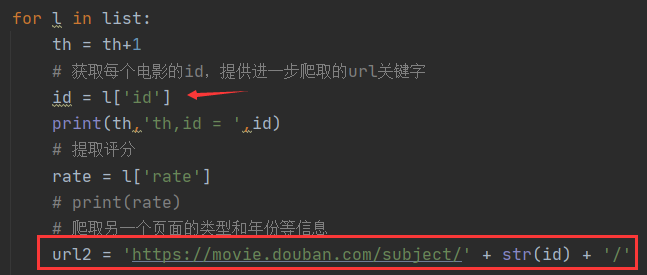 for l in list:
th = th+1
# 获取每个电影的id，提供进一步爬取的url关键字
id = l['id']
print(th,'th,id = ',id)
# 提取评分
rate = l['rate']
# print(rate)
# 爬取另一个页面的类型和年份等信息
url2 = 'https://movie.douban.com/subject/' + str(id) + '/'